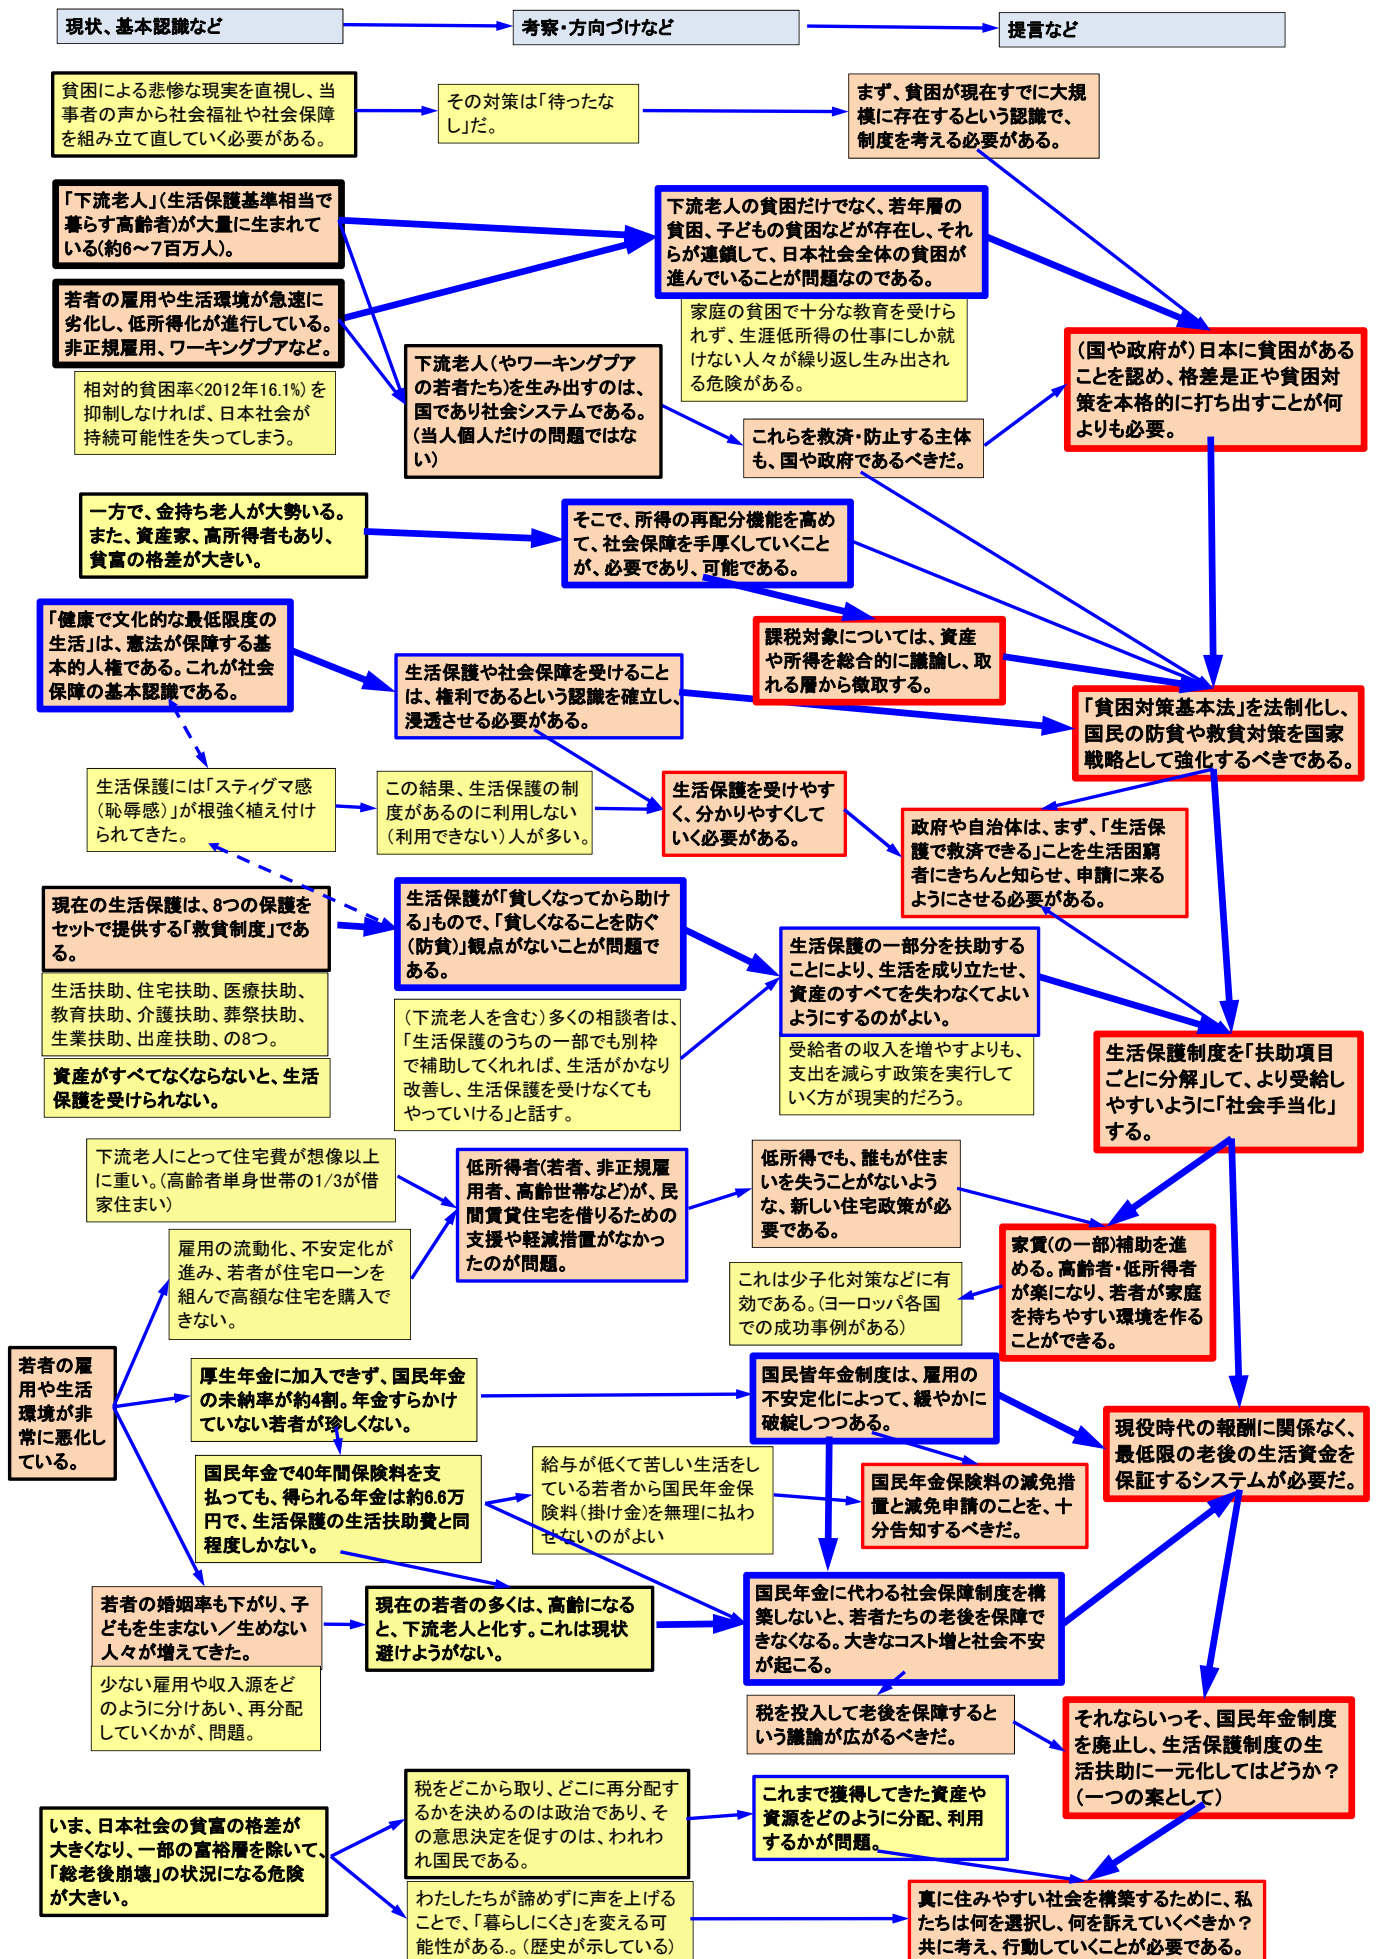 現状、基本認識など
考察・方向づけなど
提言など
貧困による悲惨な現実を直視し、当
事者の声から社会福祉や社会保障
を組み立て直していく必要がある。
その対策は「待ったな
し」だ。
まず、貧困が現在すでに大規
模に存在するという認識で、
制度を考える必要がある。
「下流老人」(生活保護基準相当で
暮らす高齢者)が大量に生まれて
いる(約6～7百万人)。
下流老人の貧困だけでなく、若年層の
貧困、子どもの貧困などが存在し、それ
らが連鎖して、日本社会全体の貧困が
進んでいることが問題なのである。
若者の雇用や生活環境が急速に
劣化し、低所得化が進行している。
非正規雇用、ワーキングプアなど。
家庭の貧困で十分な教育を受けら
れず、生涯低所得の仕事にしか就
けない人々が繰り返し生み出され
る危険がある。
相対的貧困率<2012年16.1%)を
抑制しなければ、日本社会が
持続可能性を失ってしまう。
下流老人(やワーキングプア
の若者たち)を生み出すのは、
国であり社会システムである。
(当人個人だけの問題ではな
い)
これらを救済・防止する主体
も、国や政府であるべきだ。
(国や政府が)日本に貧困がある
ことを認め、格差是正や貧困対
策を本格的に打ち出すことが何
よりも必要。
一方で、金持ち老人が大勢いる。
また、資産家、高所得者もあり、
貧富の格差が大きい。
そこで、所得の再配分機能を高め
て、社会保障を手厚くしていくこと
が、必要であり、可能である。
「健康で文化的な最低限度の
生活」は、憲法が保障する基
本的人権である。これが社会
保障の基本認識である。
生活保護や社会保障を受けること
は、権利であるという認識を確立し、
浸透させる必要がある。
課税対象については、資産
や所得を総合的に議論し、取
れる層から徴取する。
「貧困対策基本法」を法制化し、
国民の防貧や救貧対策を国家
戦略として強化するべきである。
生活保護には「スティグマ感
(恥辱感)」が根強く植え付け
られてきた。
この結果、生活保護の制
度があるのに利用しない
(利用できない)人が多い。
生活保護を受けやす
く、分かりやすくして
いく必要がある。
政府や自治体は、まず、「生活保
護で救済できる」ことを生活困窮
者にきちんと知らせ、申請に来る
ようにさせる必要がある。
現在の生活保護は、8つの保護を
セットで提供する「救貧制度」であ
る。
生活扶助、住宅扶助、医療扶助、
教育扶助、介護扶助、葬祭扶助、
生業扶助、出産扶助、の8つ。
資産がすべてなくならないと、生活
保護を受けられない。
生活保護が「貧しくなってから助け
る」もので、「貧しくなることを防ぐ
(防貧)」観点がないことが問題で
ある。
(下流老人を含む)多くの相談者は、
「生活保護のうちの一部でも別枠
で補助してくれれば、生活がかなり
改善し、生活保護を受けなくても
やっていける」と話す。
生活保護の一部分を扶助する
ことにより、生活を成り立たせ、
資産のすべてを失わなくてよい
ようにするのがよい。
受給者の収入を増やすよりも、
支出を減らす政策を実行して
いく方が現実的だろう。
生活保護制度を「扶助項目
ごとに分解」して、より受給し
やすいように「社会手当化」
する。
下流老人にとって住宅費が想像以上
に重い。(高齢者単身世帯の1/3が借
家住まい)
雇用の流動化、不安定化が
進み、若者が住宅ローンを
組んで高額な住宅を購入で
きない。
低所得者(若者、非正規雇
用者、高齢世帯など)が、民
間賃貸住宅を借りるための
支援や軽減措置がなかっ
たのが問題。
低所得でも、誰もが住ま
いを失うことがないよう
な、新しい住宅政策が必
要である。
家賃(の一部)補助を進
める。高齢者・低所得者
が楽になり、若者が家庭
を持ちやすい環境を作る
ことができる。
これは少子化対策などに有
効である。(ヨーロッパ各国
での成功事例がある)
若者の雇
用や生活
環境が非
常に悪化し
ている。
厚生年金に加入できず、国民年金
の未納率が約4割。年金すらかけ
ていない若者が珍しくない。
国民皆年金制度は、雇用の
不安定化によって、緩やかに
破綻しつつある。
現役時代の報酬に関係なく、
最低限の老後の生活資金を
保証するシステムが必要だ。
国民年金で40年間保険料を支
払っても、得られる年金は約6.6万
円で、生活保護の生活扶助費と同
程度しかない。
給与が低くて苦しい生活をし
ている若者から国民年金保
険料(掛け金)を無理に払わ
せないのがよい
国民年金保険料の減免措
置と減免申請のことを、十
分告知するべきだ。
若者の婚姻率も下がり、子
どもを生まない／生めない
人々が増えてきた。
少ない雇用や収入源をど
のように分けあい、再分配
していくかが、問題。
現在の若者の多くは、高齢になる
と、下流老人と化す。これは現状
避けようがない。
国民年金に代わる社会保障制度を構
築しないと、若者たちの老後を保障で
きなくなる。大きなコスト増と社会不安
が起こる。
税を投入して老後を保障すると
いう議論が広がるべきだ。
それならいっそ、国民年金制度
を廃止し、生活保護制度の生
活扶助に一元化してはどうか？
(一つの案として)
いま、日本社会の貧富の格差が
大きくなり、一部の富裕層を除いて、
「総老後崩壊」の状況になる危険
が大きい。
税をどこから取り、どこに再分配す
るかを決めるのは政治であり、そ
の意思決定を促すのは、われわ
れ国民である。
これまで獲得してきた資産や
資源をどのように分配、利用
するかが問題。
わたしたちが諦めずに声を上げる
ことで、「暮らしにくさ」を変える可
能性がある.。(歴史が示している)
真に住みやすい社会を構築するために、私
たちは何を選択し、何を訴えていくべきか？
共に考え、行動していくことが必要である。